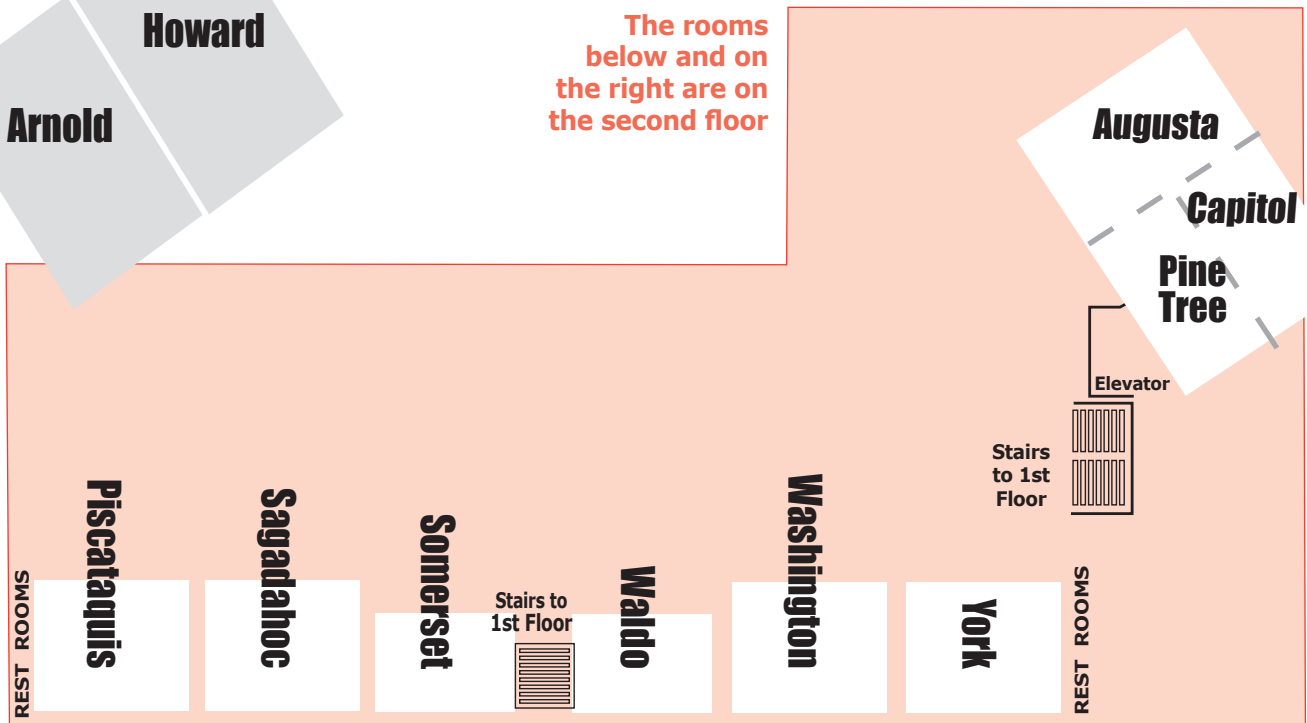 Howard
Arnold
The rooms
below and on
the right are on
the second floor
Augusta
Capitol
Pine
Tree
Elevator
Stairs
to 1st
Floor
REST ROOMS
Piscataquis
Sagadahoc
Somerset
Stairs to
1st Floor
Waldo
Washington
York
REST ROOMS